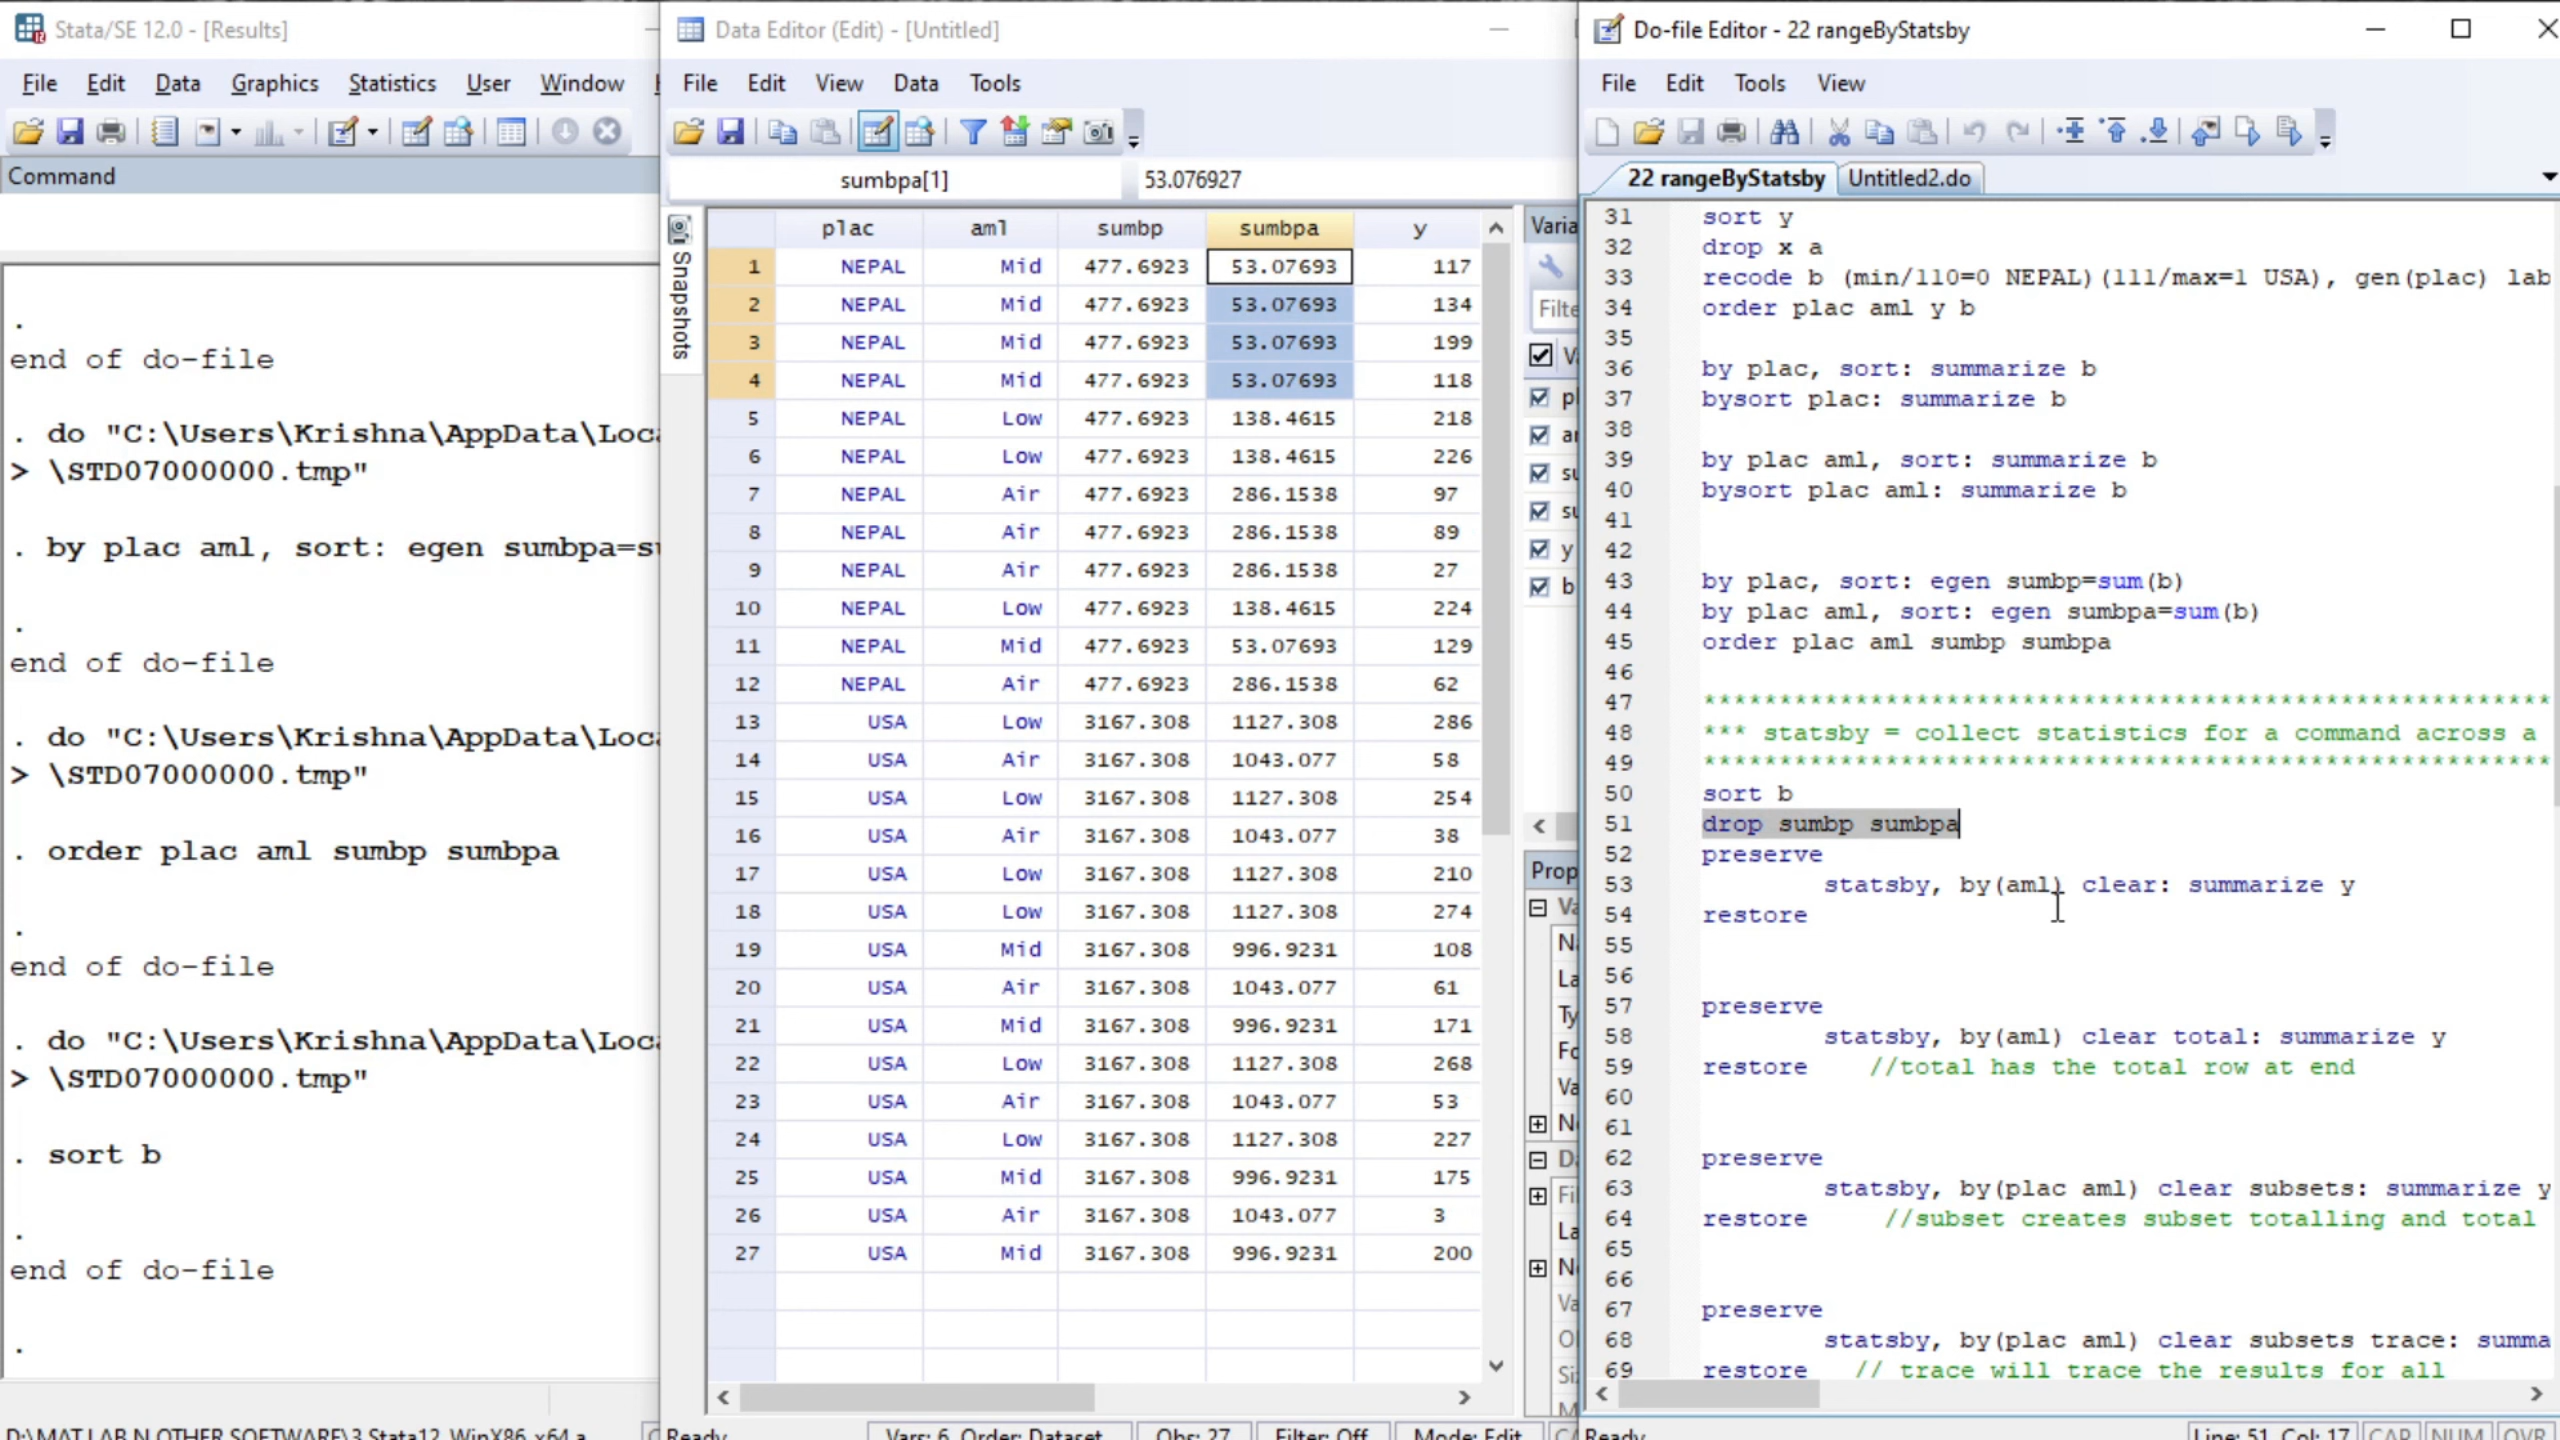 Stata/SE 12.0 - [Results]
File Edit Data Graphics Statistics User Window
Command
.
end of do-file
. do "C:\Users\Krishna\AppData\Loca
> \STD07000000.tmp"
. by plac aml, sort: egen sumbpa=su
.
end of do-file
. do "C:\Users\Krishna\AppData\Loca
> \STD07000000.tmp"
. order plac aml sumbp sumbpa
.
end of do-file
. do "C:\Users\Krishna\AppData\Loca
> \STD07000000.tmp"
. sort b
.
end of do-file
.
Data Editor (Edit) - [Untitled]
File Edit View Data Tools
sumbpa[1] 53.076927
Snapshots
plac aml sumbp sumbpa y
1 NEPAL Mid 477.6923 53.07693 117
2 NEPAL Mid 477.6923 53.07693 134
3 NEPAL Mid 477.6923 53.07693 199
4 NEPAL Mid 477.6923 53.07693 118
5 NEPAL Low 477.6923 138.4615 218
6 NEPAL Low 477.6923 138.4615 226
7 NEPAL Air 477.6923 286.1538 97
8 NEPAL Air 477.6923 286.1538 89
9 NEPAL Air 477.6923 286.1538 27
10 NEPAL Low 477.6923 138.4615 224
11 NEPAL Mid 477.6923 53.07693 129
12 NEPAL Air 477.6923 286.1538 62
13 USA Low 3167.308 1127.308 286
14 USA Air 3167.308 1043.077 58
15 USA Low 3167.308 1127.308 254
16 USA Air 3167.308 1043.077 38
17 USA Low 3167.308 1127.308 210
18 USA Low 3167.308 1127.308 274
19 USA Mid 3167.308 996.9231 108
20 USA Air 3167.308 1043.077 61
21 USA Mid 3167.308 996.9231 171
22 USA Low 3167.308 1127.308 268
23 USA Air 3167.308 1043.077 53
24 USA Low 3167.308 1127.308 227
25 USA Mid 3167.308 996.9231 175
26 USA Air 3167.308 1043.077 3
27 USA Mid 3167.308 996.9231 200
Ready Vars: 6 Order: Dataset Obs: 27 Filter: Off Mode: Edit
Varia
Filte
y
b
Prop
Do-file Editor - 22 rangeByStatsby
File Edit Tools View
22 rangeByStatsby Untitled2.do
31 sort y
32 drop x a
33 recode b (min/110=0 NEPAL)(111/max=1 USA), gen(plac) lab
34 order plac aml y b
35
36 by plac, sort: summarize b
37 bysort plac: summarize b
38
39 by plac aml, sort: summarize b
40 bysort plac aml: summarize b
41
42
43 by plac, sort: egen sumbp=sum(b)
44 by plac aml, sort: egen sumbpa=sum(b)
45 order plac aml sumbp sumbpa
46
47 ********************************************************
48 *** statsby = collect statistics for a command across a
49 ********************************************************
50 sort b
51 drop sumbp sumbpa
52 preserve
53 statsby, by(aml) clear: summarize y
54 restore
55
56
57 preserve
58 statsby, by(aml) clear total: summarize y
59 restore //total has the total row at end
60
61
62 preserve
63 statsby, by(plac aml) clear subsets: summarize y
64 restore //subset creates subset totalling and total
65
66
67 preserve
68 statsby, by(plac aml) clear subsets trace: summa
69 restore // trace will trace the results for all
Ready Line: 51, Col: 17 CAP NUM OVR